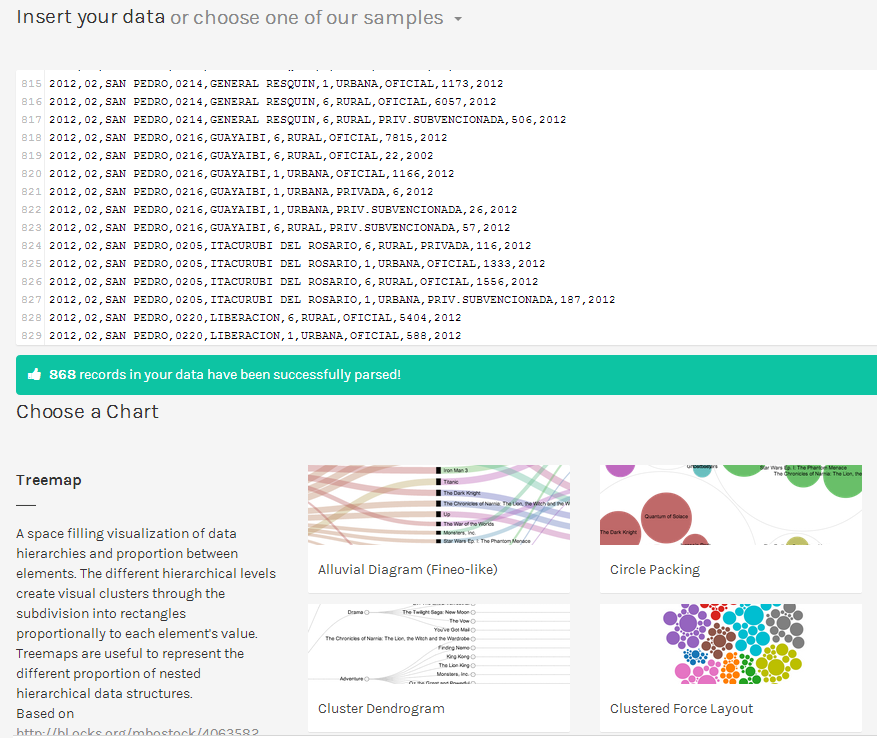 Insert your data or choose one of our samples
815 2012,02,SAN PEDRO,0214,GENERAL RESQUIN,1,URBANA,OFICIAL,1173,2012
816 2012,02,SAN PEDRO,0214,GENERAL RESQUIN,6,RURAL,OFICIAL,6057,2012
817 2012,02,SAN PEDRO,0214,GENERAL RESQUIN,6,RURAL,PRIV.SUBVENCIONADA,506,2012
818 2012,02,SAN PEDRO,0216,GUAYAIBI,6,RURAL,OFICIAL,7815,2012
819 2012,02,SAN PEDRO,0216,GUAYAIBI,6,RURAL,OFICIAL,22,2002
820 2012,02,SAN PEDRO,0216,GUAYAIBI,1,URBANA,OFICIAL,1166,2012
821 2012,02,SAN PEDRO,0216,GUAYAIBI,1,URBANA,PRIVADA,6,2012
822 2012,02,SAN PEDRO,0216,GUAYAIBI,1,URBANA,PRIV.SUBVENCIONADA,26,2012
823 2012,02,SAN PEDRO,0216,GUAYAIBI,6,RURAL,PRIV.SUBVENCIONADA,57,2012
824 2012,02,SAN PEDRO,0205,ITACURUBI DEL ROSARIO,6,RURAL,PRIVADA,116,2012
825 2012,02,SAN PEDRO,0205,ITACURUBI DEL ROSARIO,1,URBANA,OFICIAL,1333,2012
826 2012,02,SAN PEDRO,0205,ITACURUBI DEL ROSARIO,6,RURAL,OFICIAL,1556,2012
827 2012,02,SAN PEDRO,0205,ITACURUBI DEL ROSARIO,1,URBANA,PRIV.SUBVENCIONADA,187,2012
828 2012,02,SAN PEDRO,0220,LIBERACION,6,RURAL,OFICIAL,5404,2012
829 2012,02,SAN PEDRO,0220,LIBERACION,1,URBANA,OFICIAL,588,2012
868 records in your data have been successfully parsed!
Choose a Chart
Treemap
A space filling visualization of data
hierarchies and proportion between
elements. The different hierarchical levels
create visual clusters through the
subdivision into rectangles
proportionally to each element's value.
Treemaps are useful to represent the
different proportion of nested
hierarchical data structures.
Based on
http://bl.ocks.org/mbostock/4063582
Iron Man 3
Titanic
The Dark Knight
The Chronicles of Narnia: The Lion, the Witch and the W
Up
The War of the Worlds
Monsters, Inc.
Star Wars Ep. I: The Phantom Menace
Alluvial Diagram (Fineo-like)
Star Wars Ep. I: The Phantom Menace
The Chronicles of Narnia: The Lion, the
Quantum of Solace
The Dark Knight
Circle Packing
Drama
The Twilight Saga: New Moon
The Vow
You've Got Mail
The Chronicles of Narnia: The Lion, the Witch and the Wardrobe
Finding Nemo
King Kong
The Lion King
Monsters, Inc.
Adventure
Oz the Great and Powerful
Cluster Dendrogram
Clustered Force Layout